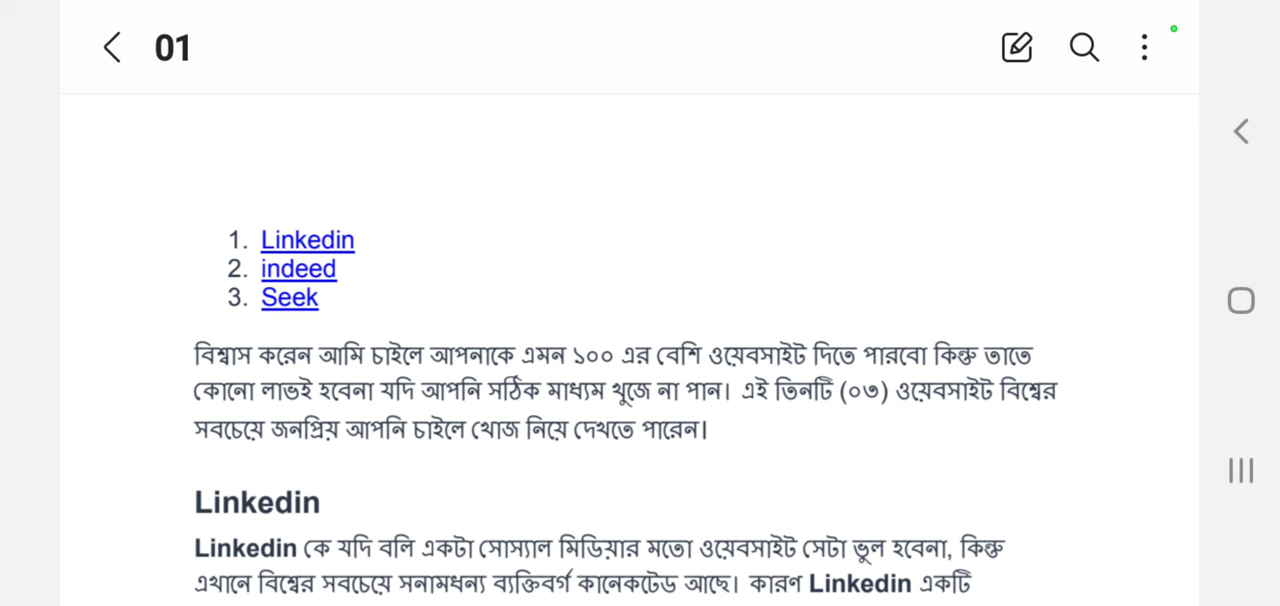 01
1. Linkedin
2. indeed
3. Seek
বিশ্বাস করেন আমি চাইলে আপনাকে এমন ১০০ এর বেশি ওয়েবসাইট দিতে পারবো কিন্তু তাতে
কোনো লাভই হবেনা যদি আপনি সঠিক মাধ্যম খুজে না পান। এই তিনটি (০৩) ওয়েবসাইট বিশ্বের
সবচেয়ে জনপ্রিয় আপনি চাইলে খোজ নিয়ে দেখতে পারেন।
Linkedin
Linkedin কে যদি বলি একটা সোস্যাল মিডিয়ার মতো ওয়েবসাইট সেটা ভুল হবেনা, কিন্তু
এখানে বিশ্বের সবচেয়ে সনামধন্য ব্যক্তিবর্গ কানেকটেড আছে। কারণ Linkedin একটি